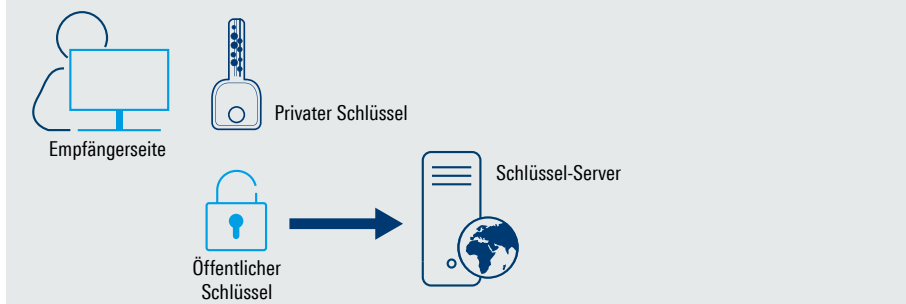 Privater Schlüssel
Empfängerseite
Schlüssel-Server
Öffentlicher
Schlüssel